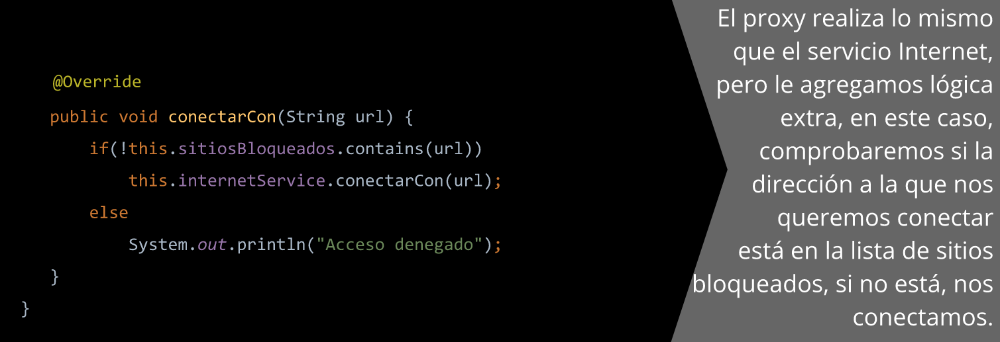 @Override
public void conectarCon(String url) {
if(!this.sitiosBloqueados.contains(url))
this.internetService.conectarCon(url);
else
System.out.println("Acceso denegado");
}
}
El proxy realiza lo mismo
que el servicio Internet,
pero le agregamos lógica
extra, en este caso,
comprobaremos si la
dirección a la que nos
queremos conectar
está en la lista de sitios
bloqueados, si no está, nos
conectamos.